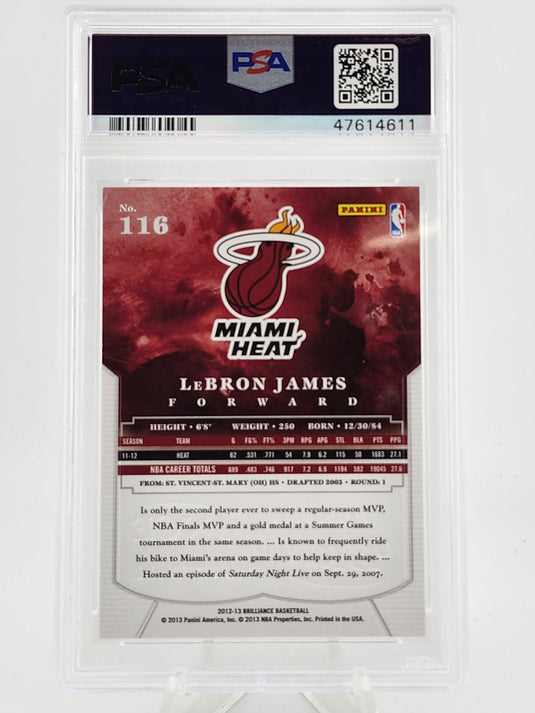 PSA
PSA
47614611
No.
116
PANINI
NBA
MIAMI
HEAT
LeBRON JAMES
FORWARD
HEIGHT • 6'8" WEIGHT • 250 BORN • 12/30/84
SEASON TEAM G FG% FT% 3PM RPG APG STL BLK PTS PPG
11-12 HEAT 62 .531 .771 54 7.9 6.2 115 50 1683 27.1
NBA CAREER TOTALS 689 .483 .746 917 7.2 6.9 1194 592 19045 27.6
FROM: ST. VINCENT-ST. MARY (OH) HS • DRAFTED 2003 • ROUND: 1
Is only the second player ever to sweep a regular-season MVP,
NBA Finals MVP and a gold medal at a Summer Games
tournament in the same season. ... Is known to frequently ride
his bike to Miami's arena on game days to help keep in shape. ...
Hosted an episode of Saturday Night Live on Sept. 29, 2007.
2012-13 BRILLIANCE BASKETBALL
© 2013 Panini America, Inc. © 2013 NBA Properties, Inc. Printed in the USA.